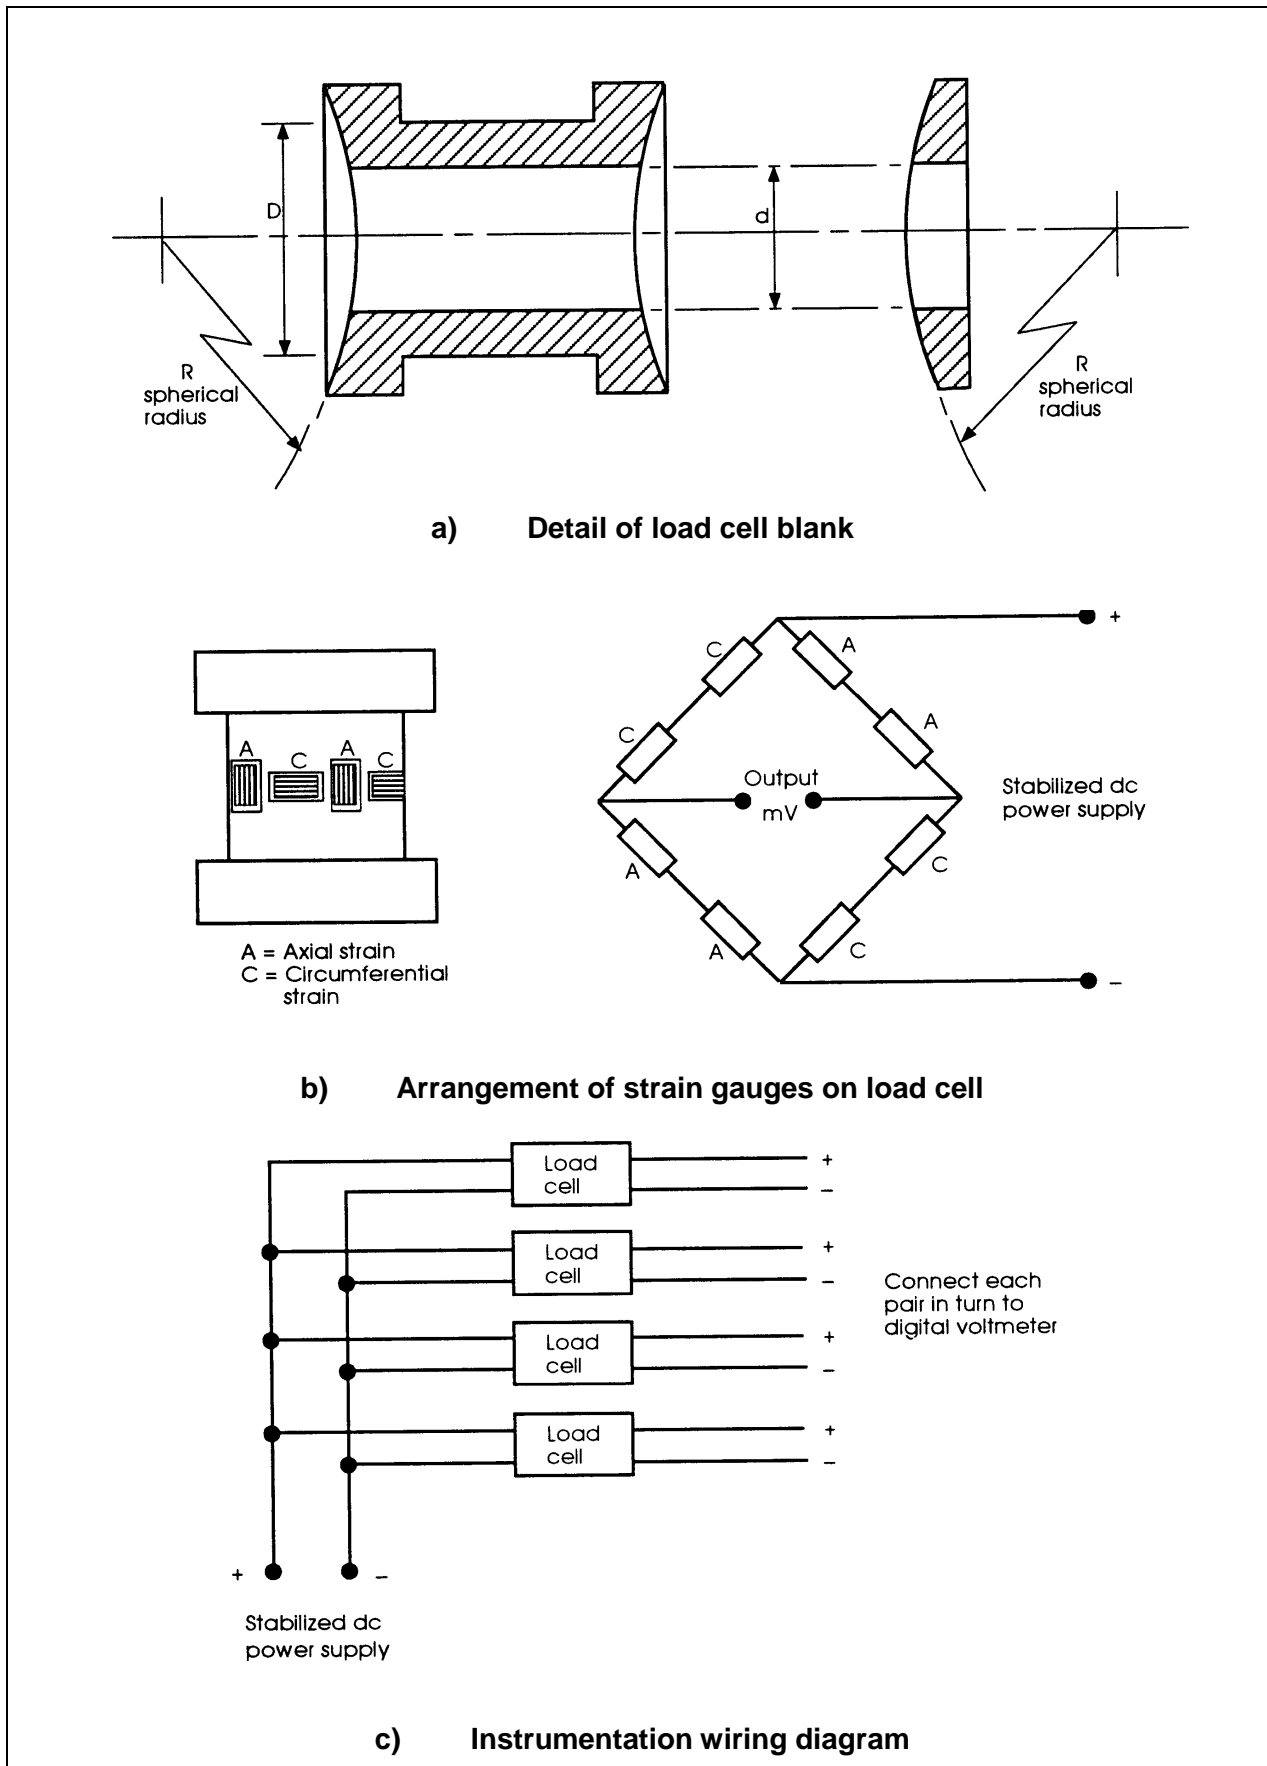 D
d
R
spherical
radius
R
spherical
radius
a) Detail of load cell blank
A
C
A
C
A = Axial strain
C = Circumferential
strain
+
C
A
C
A
Output
mV
Stabilized dc
power supply
A
C
A
C
–
b) Arrangement of strain gauges on load cell
Load
cell
+
–
Load
cell
+
–
Connect each
pair in turn to
digital voltmeter
Load
cell
+
–
Load
cell
+
–
+
–
Stabilized dc
power supply
c) Instrumentation wiring diagram